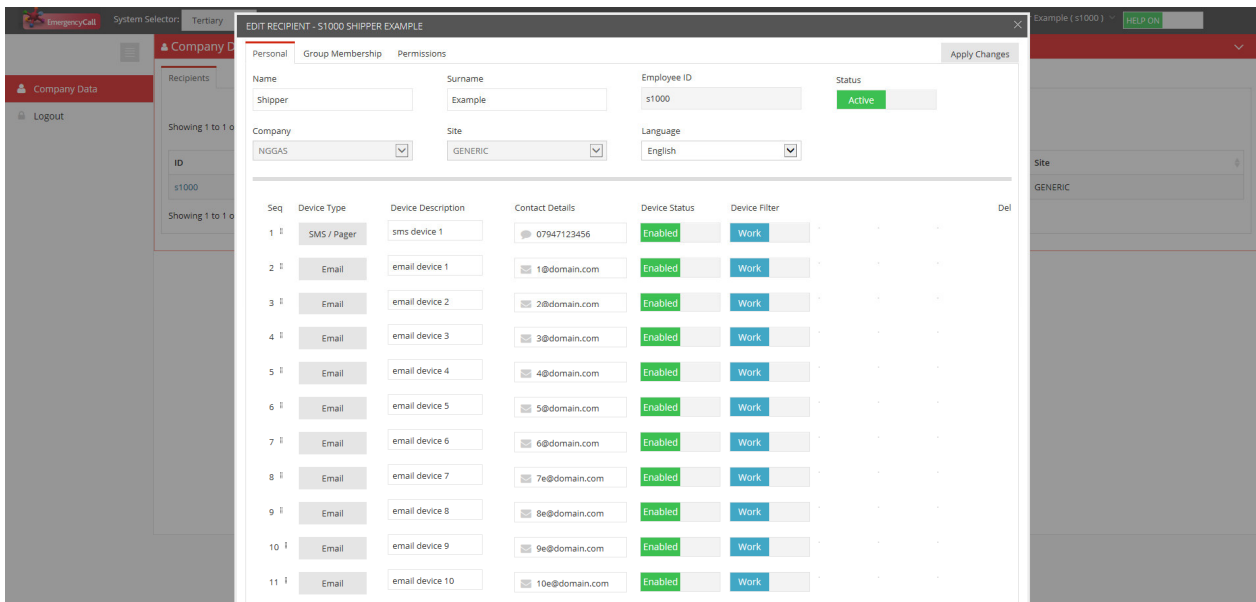 EmergencyCall System Selector: Tertiary EDIT RECIPIENT - S1000 SHIPPER EXAMPLE Example ( s1000 ) HELP ON
Company D
Personal Group Membership Permissions Apply Changes
Recipients
Name Surname Employee ID Status
Company Data
Shipper Example s1000 Active
Logout
Showing 1 to 1 o
Company Site Language
NGGAS GENERIC English
ID Site
s1000 GENERIC
Seq Device Type Device Description Contact Details Device Status Device Filter Del
Showing 1 to 1 o
1 SMS / Pager sms device 1 07947123456 Enabled Work
2 Email email device 1 1@domain.com Enabled Work
3 Email email device 2 2@domain.com Enabled Work
4 Email email device 3 3@domain.com Enabled Work
5 Email email device 4 4@domain.com Enabled Work
6 Email email device 5 5@domain.com Enabled Work
7 Email email device 6 6@domain.com Enabled Work
8 Email email device 7 7e@domain.com Enabled Work
9 Email email device 8 8e@domain.com Enabled Work
10 Email email device 9 9e@domain.com Enabled Work
11 Email email device 10 10e@domain.com Enabled Work